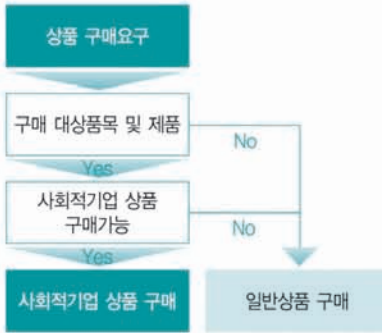 상품 구매요구
구매 대상품목 및 제품
No
Yes
사회적기업 상품
구매가능
No
Yes
사회적기업 상품 구매
일반상품 구매